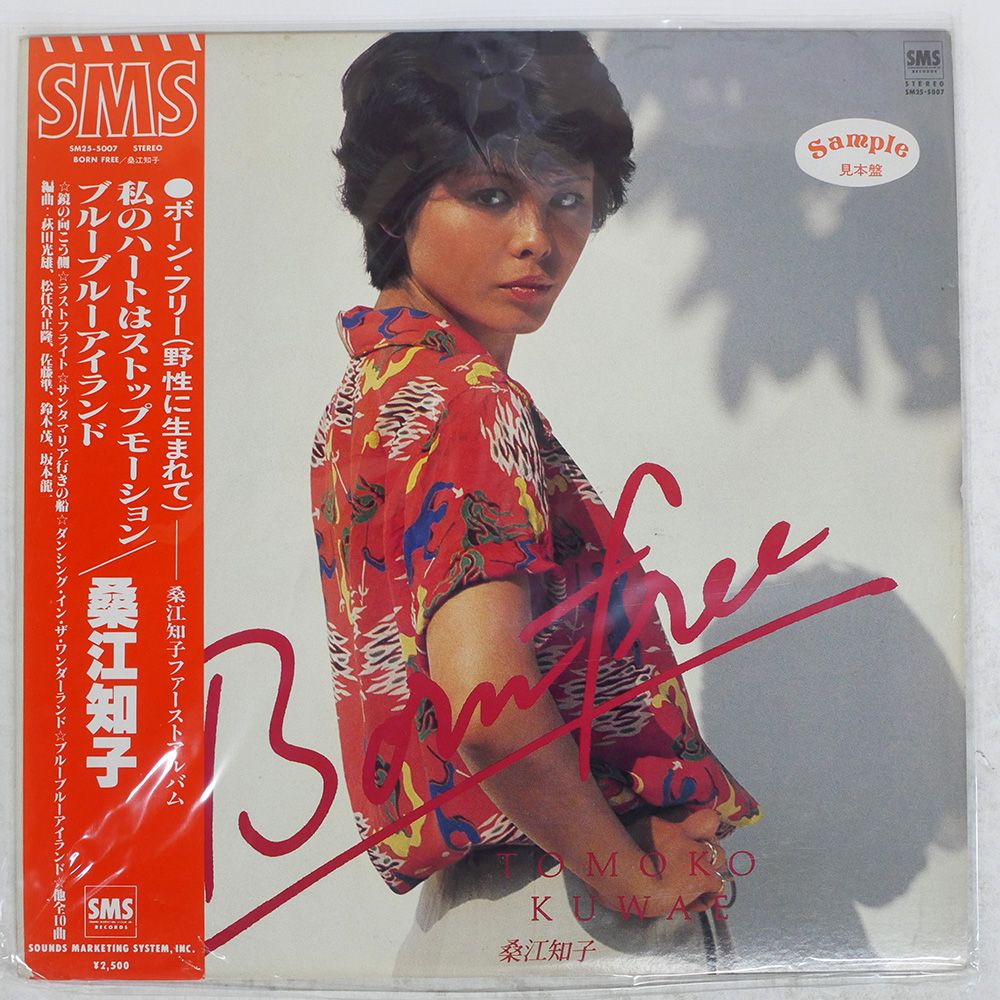 SMS
SM25-5007 STEREO
BORN FREE／桑江知子
●ボーン・フリー(野性に生まれて)――桑江知子ファーストアルバム
私のハートはストップモーション／桑江知子
ブルーブルーアイランド
☆鏡の向こう側☆ラストフライト☆サンタマリア行きの船☆ダンシング・イン・ザ・ワンダーランド☆ブルーブルーアイランド☆他全10曲
編曲・萩田光雄、松任谷正隆、佐藤準、鈴木茂、坂本龍一
SMS
RECORDS
SOUNDS MARKETING SYSTEM, INC.
¥2,500
SMS
RECORDS
STEREO
SM25-5007
Sample
見本盤
Born free
TOMOKO
KUWAE
桑江知子